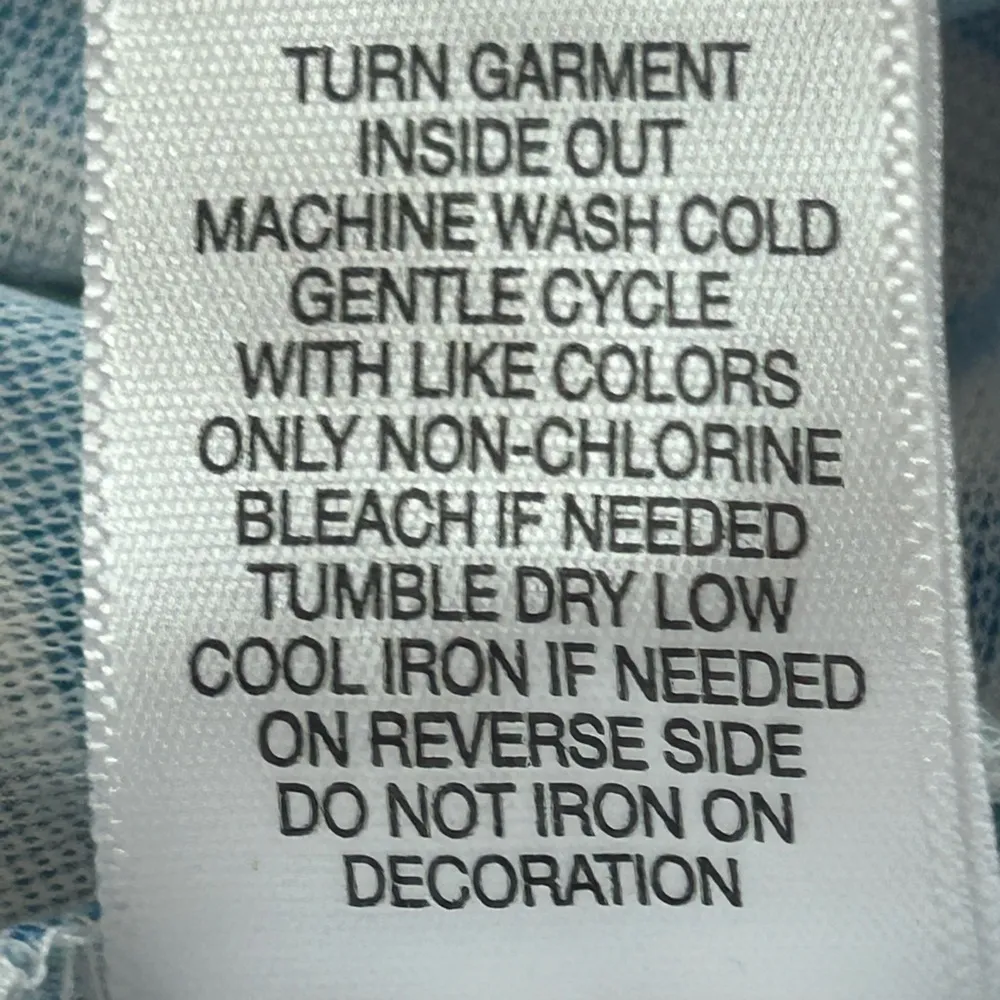 TURN GARMENT
INSIDE OUT
MACHINE WASH COLD
GENTLE CYCLE
WITH LIKE COLORS
ONLY NON-CHLORINE
BLEACH IF NEEDED
TUMBLE DRY LOW
COOL IRON IF NEEDED
ON REVERSE SIDE
DO NOT IRON ON
DECORATION